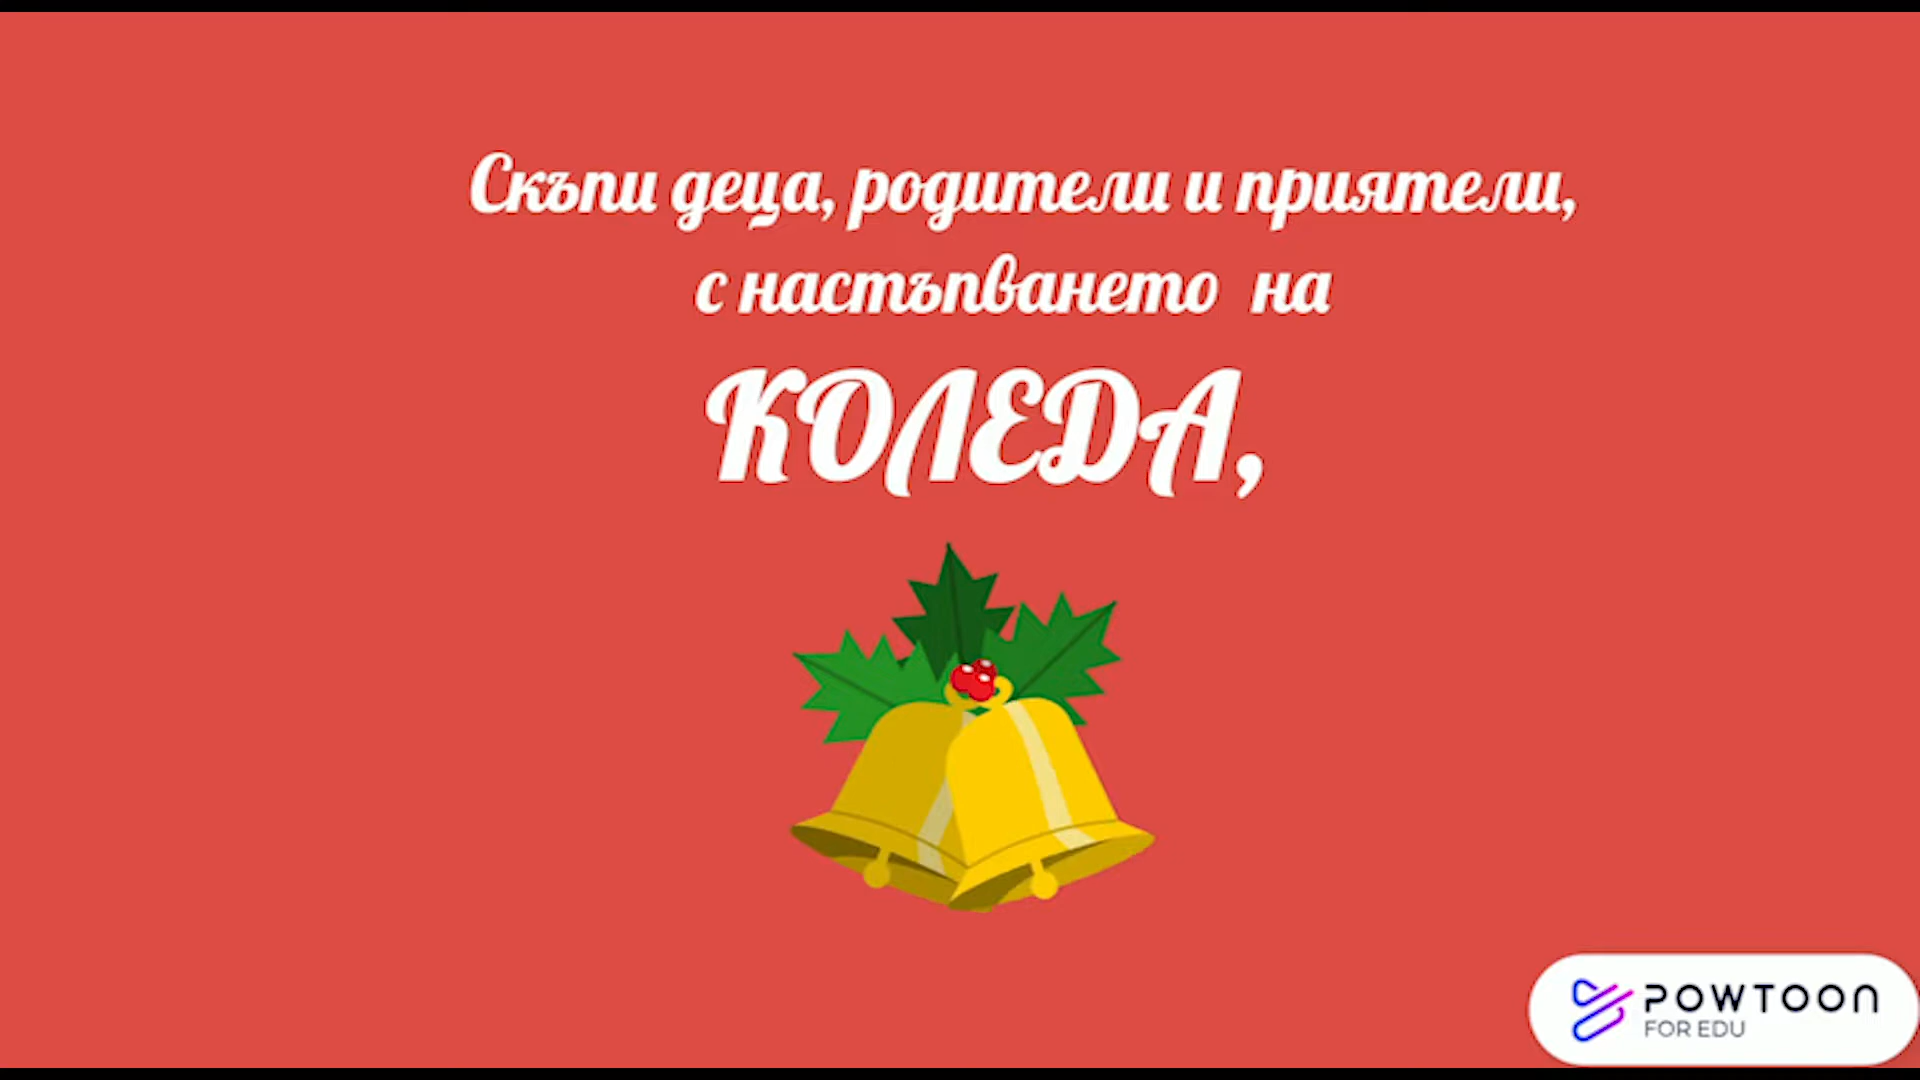 Скъпи деца, родители и приятели,
с настъпването на
КОЛЕДА,
POWTOON
FOR EDU